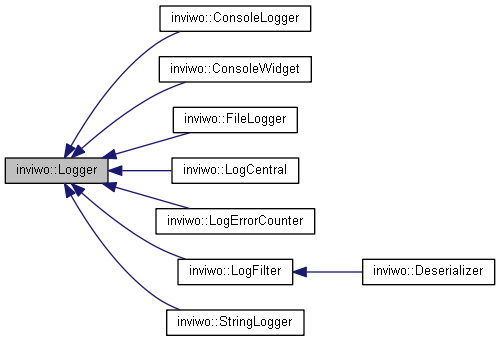 inviwo::ConsoleLogger
inviwo::ConsoleWidget
inviwo::FileLogger
inviwo::Logger
inviwo::LogCentral
inviwo::LogErrorCounter
inviwo::LogFilter
inviwo::Deserializer
inviwo::StringLogger